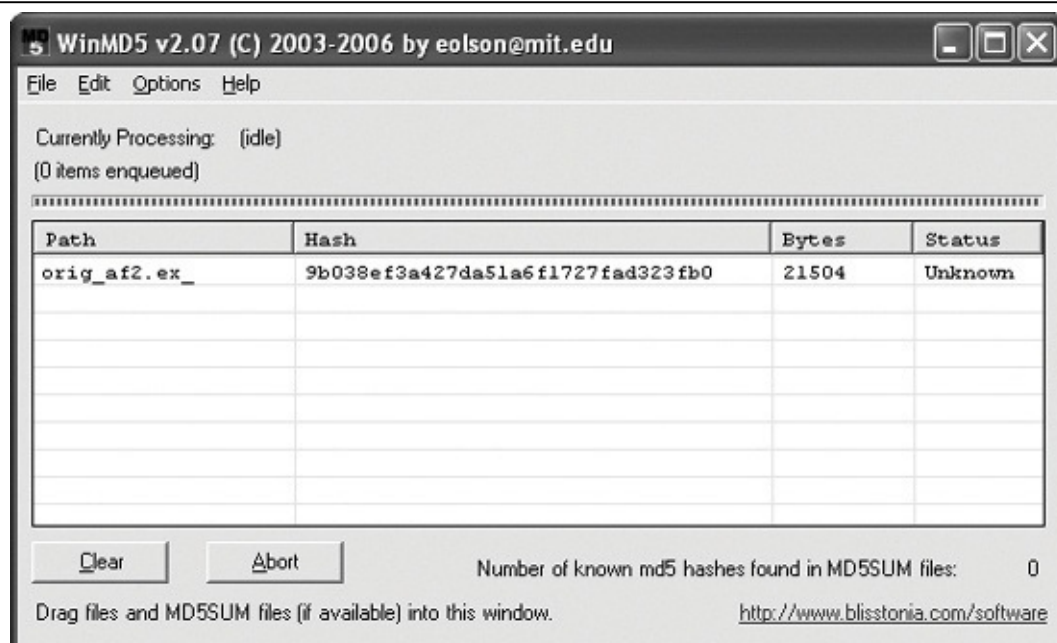 MD5 WinMD5 v2.07 (C) 2003-2006 by eolson@mit.edu
File Edit Options Help
Currently Processing: (idle)
(0 items enqueued)
Path Hash Bytes Status
orig_af2.ex_ 9b038ef3a427da51a6f1727fad323fb0 21504 Unknown
Clear Abort Number of known md5 hashes found in MD5SUM files: 0
Drag files and MD5SUM files (if available) into this window. http://www.blisstonia.com/software